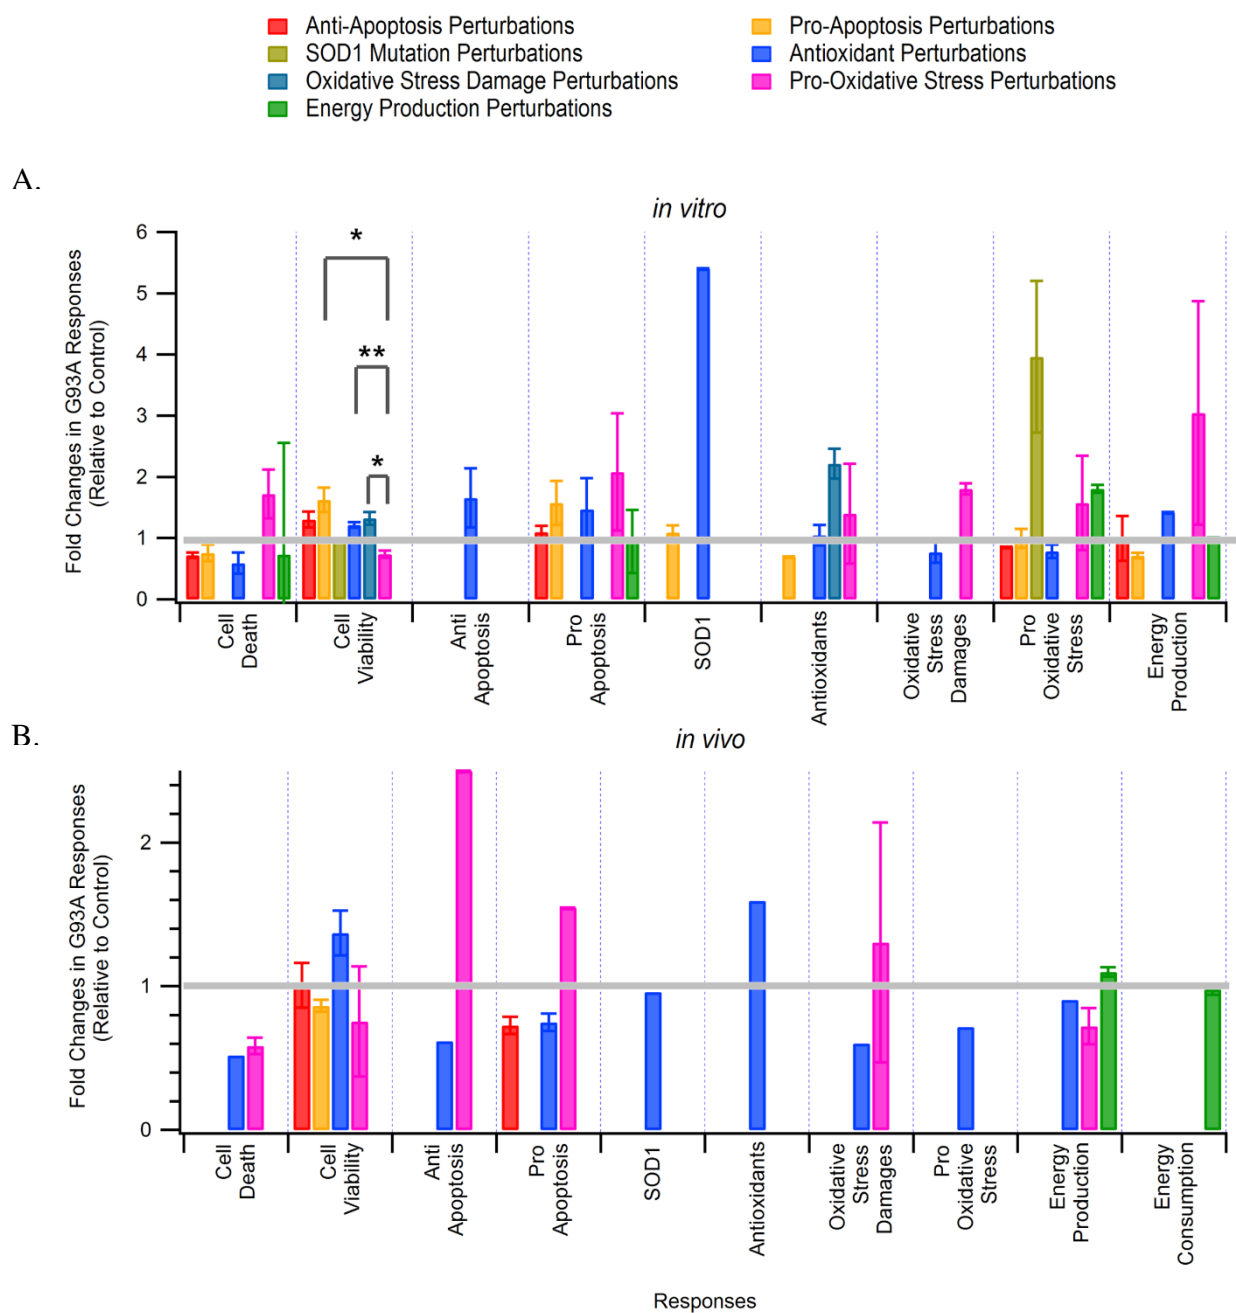 Anti-Apoptosis Perturbations
Pro-Apoptosis Perturbations
SOD1 Mutation Perturbations
Antioxidant Perturbations
Oxidative Stress Damage Perturbations
Pro-Oxidative Stress Perturbations
Energy Production Perturbations
A.
in vitro
Fold Changes in G93A Responses
(Relative to Control)
6
5
4
3
2
1
0
*
**
*
Cell
Death
Cell
Viability
Anti
Apoptosis
Pro
Apoptosis
SOD1
Antioxidants
Oxidative
Stress
Damages
Pro
Oxidative
Stress
Energy
Production
B.
in vivo
Fold Changes in G93A Responses
(Relative to Control)
2
1
0
Cell
Death
Cell
Viability
Anti
Apoptosis
Pro
Apoptosis
SOD1
Antioxidants
Oxidative
Stress
Damages
Pro
Oxidative
Stress
Energy
Production
Energy
Consumption
Responses